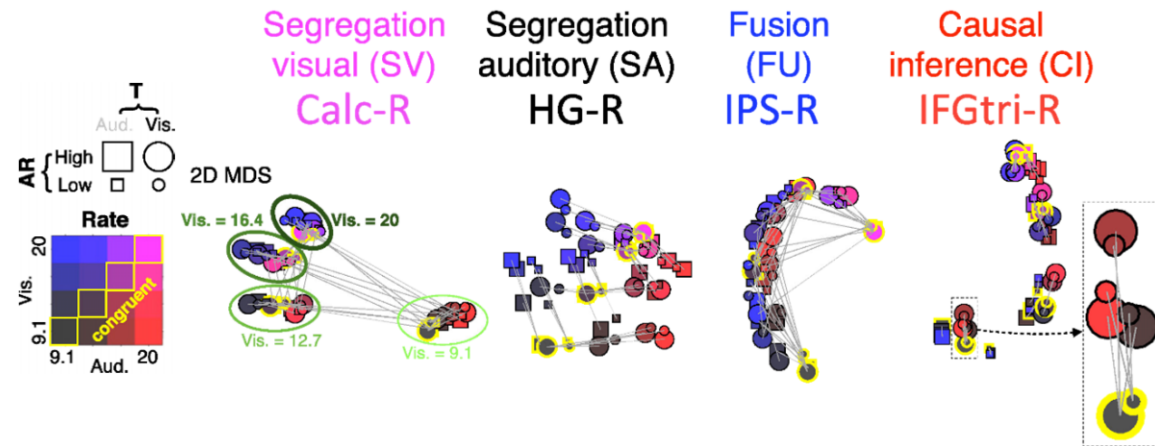 Segregation
visual (SV)
Calc-R
Segregation
auditory (SA)
HG-R
Fusion
(FU)
IPS-R
Causal
inference (CI)
IFGtri-R
T
Aud. Vis.
AR
High
Low
2D MDS
Rate
Vis.
20
9.1
congruent
9.1 20
Aud.
Vis. = 16.4
Vis. = 20
Vis. = 12.7
Vis. = 9.1